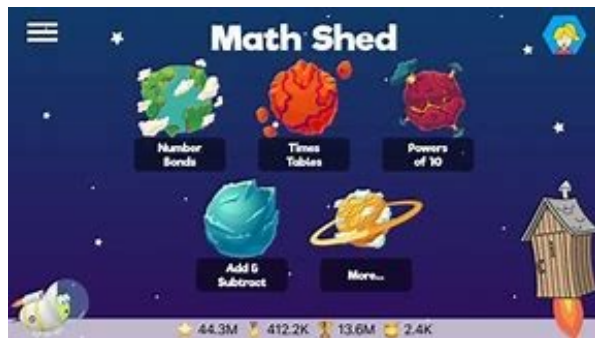 Math Shed
Number
Bonds
Times
Tables
Powers
of 10
Add &
Subtract
More...
44.3M 412.2K 13.6M 2.4K